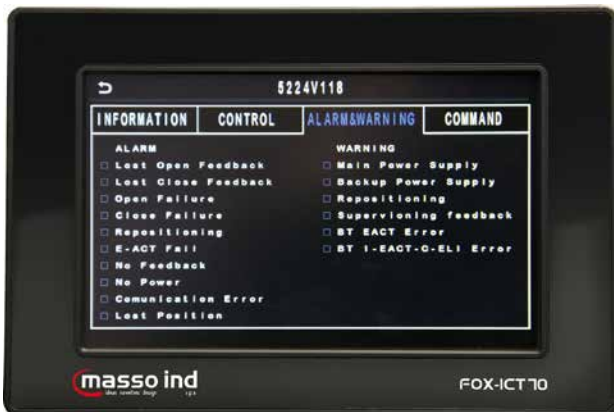 5224V118
INFORMATION CONTROL ALARM&WARNING COMMAND
ALARM
Lost Open Feedback
Lost Close Feedback
Open Failure
Close Failure
Repositioning
E-ACT Fail
No Feedback
No Power
Comunication Error
Lost Position
WARNING
Main Power Supply
Backup Power Supply
Repositioning
Supervioning feedback
BT EACT Error
BT I-EACT-C-ELI Error
masso ind
FOX-ICT70